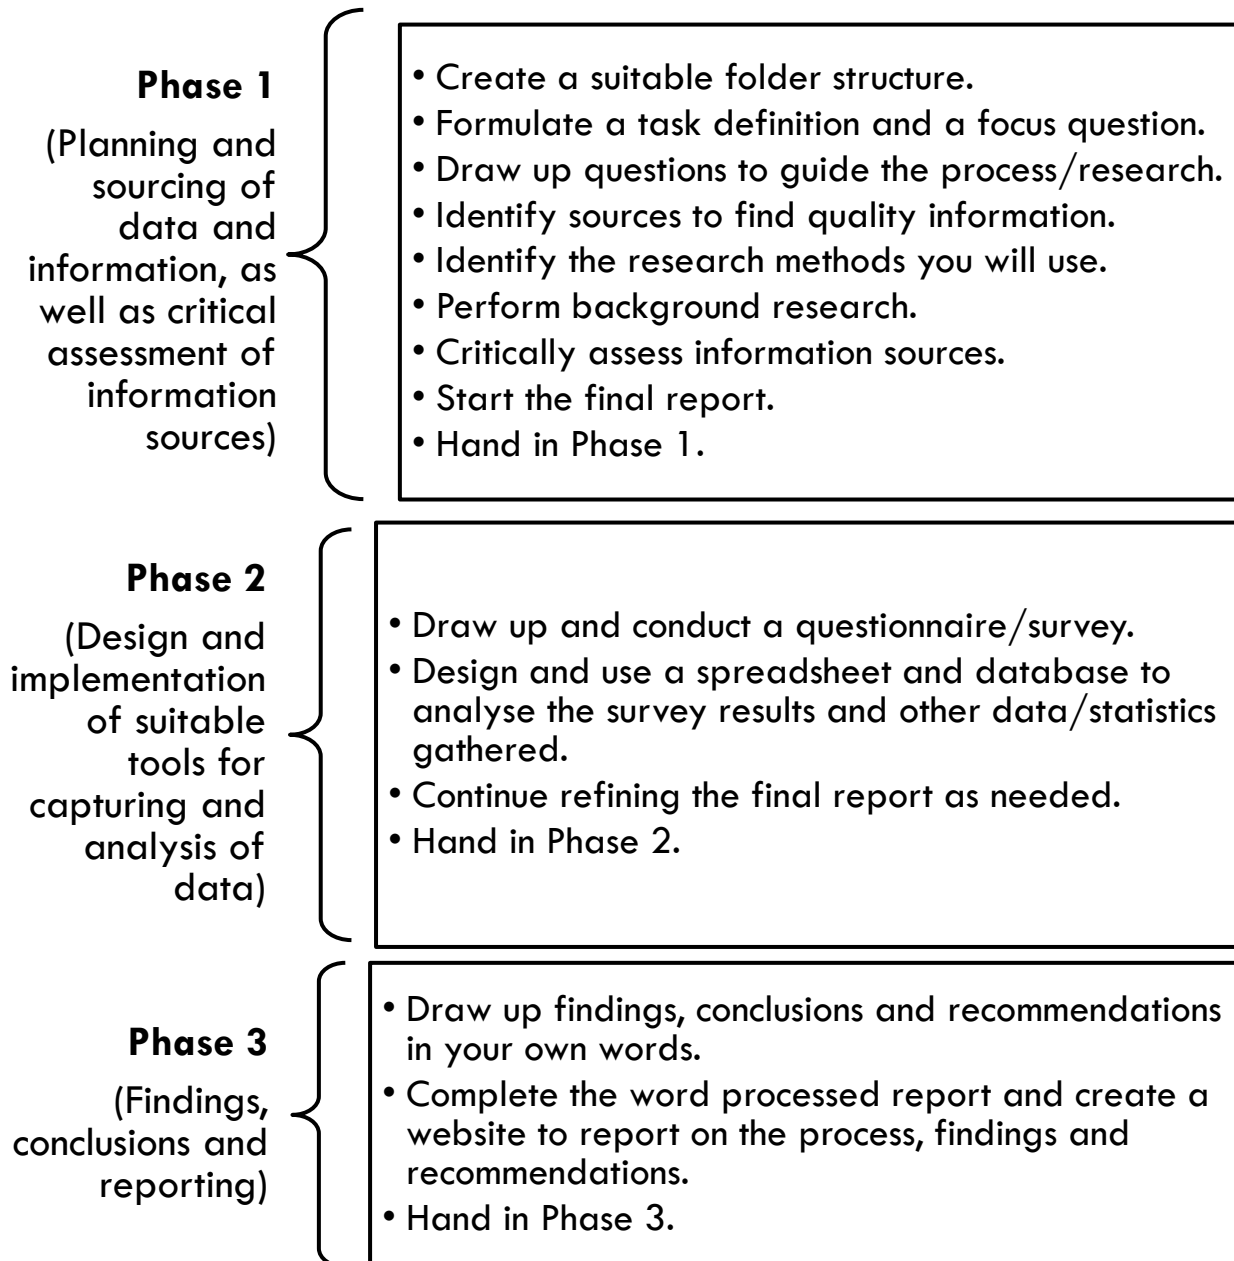 Phase 1
(Planning and
sourcing of
data and
information, as
well as critical
assessment of
information
sources)
• Create a suitable folder structure.
• Formulate a task definition and a focus question.
• Draw up questions to guide the process/research.
• Identify sources to find quality information.
• Identify the research methods you will use.
• Perform background research.
• Critically assess information sources.
• Start the final report.
• Hand in Phase 1.
Phase 2
(Design and
implementation
of suitable
tools for
capturing and
analysis of
data)
• Draw up and conduct a questionnaire/survey.
• Design and use a spreadsheet and database to
analyse the survey results and other data/statistics
gathered.
• Continue refining the final report as needed.
• Hand in Phase 2.
Phase 3
(Findings,
conclusions and
reporting)
• Draw up findings, conclusions and recommendations
in your own words.
• Complete the word processed report and create a
website to report on the process, findings and
recommendations.
• Hand in Phase 3.